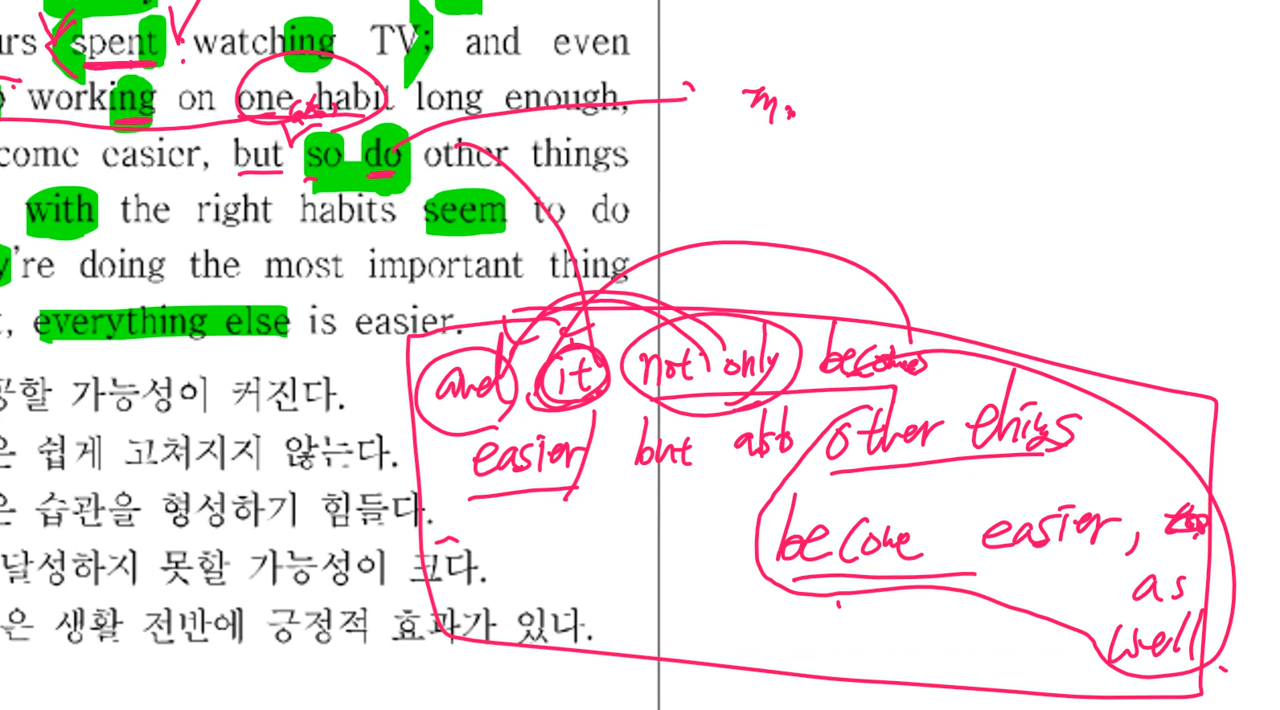 urs spent watching TV; and even
working on one habit long enough,
come easier, but so do other things
with the right habits seem to do
y're doing the most important thing
, everything else is easier.
and it not only becomes
easier but also other things
become easier,
as
well
공할 가능성이 커진다.
은 쉽게 고쳐지지 않는다.
은 습관을 형성하기 힘들다.
달성하지 못할 가능성이 크다.
은 생활 전반에 긍정적 효과가 있다.